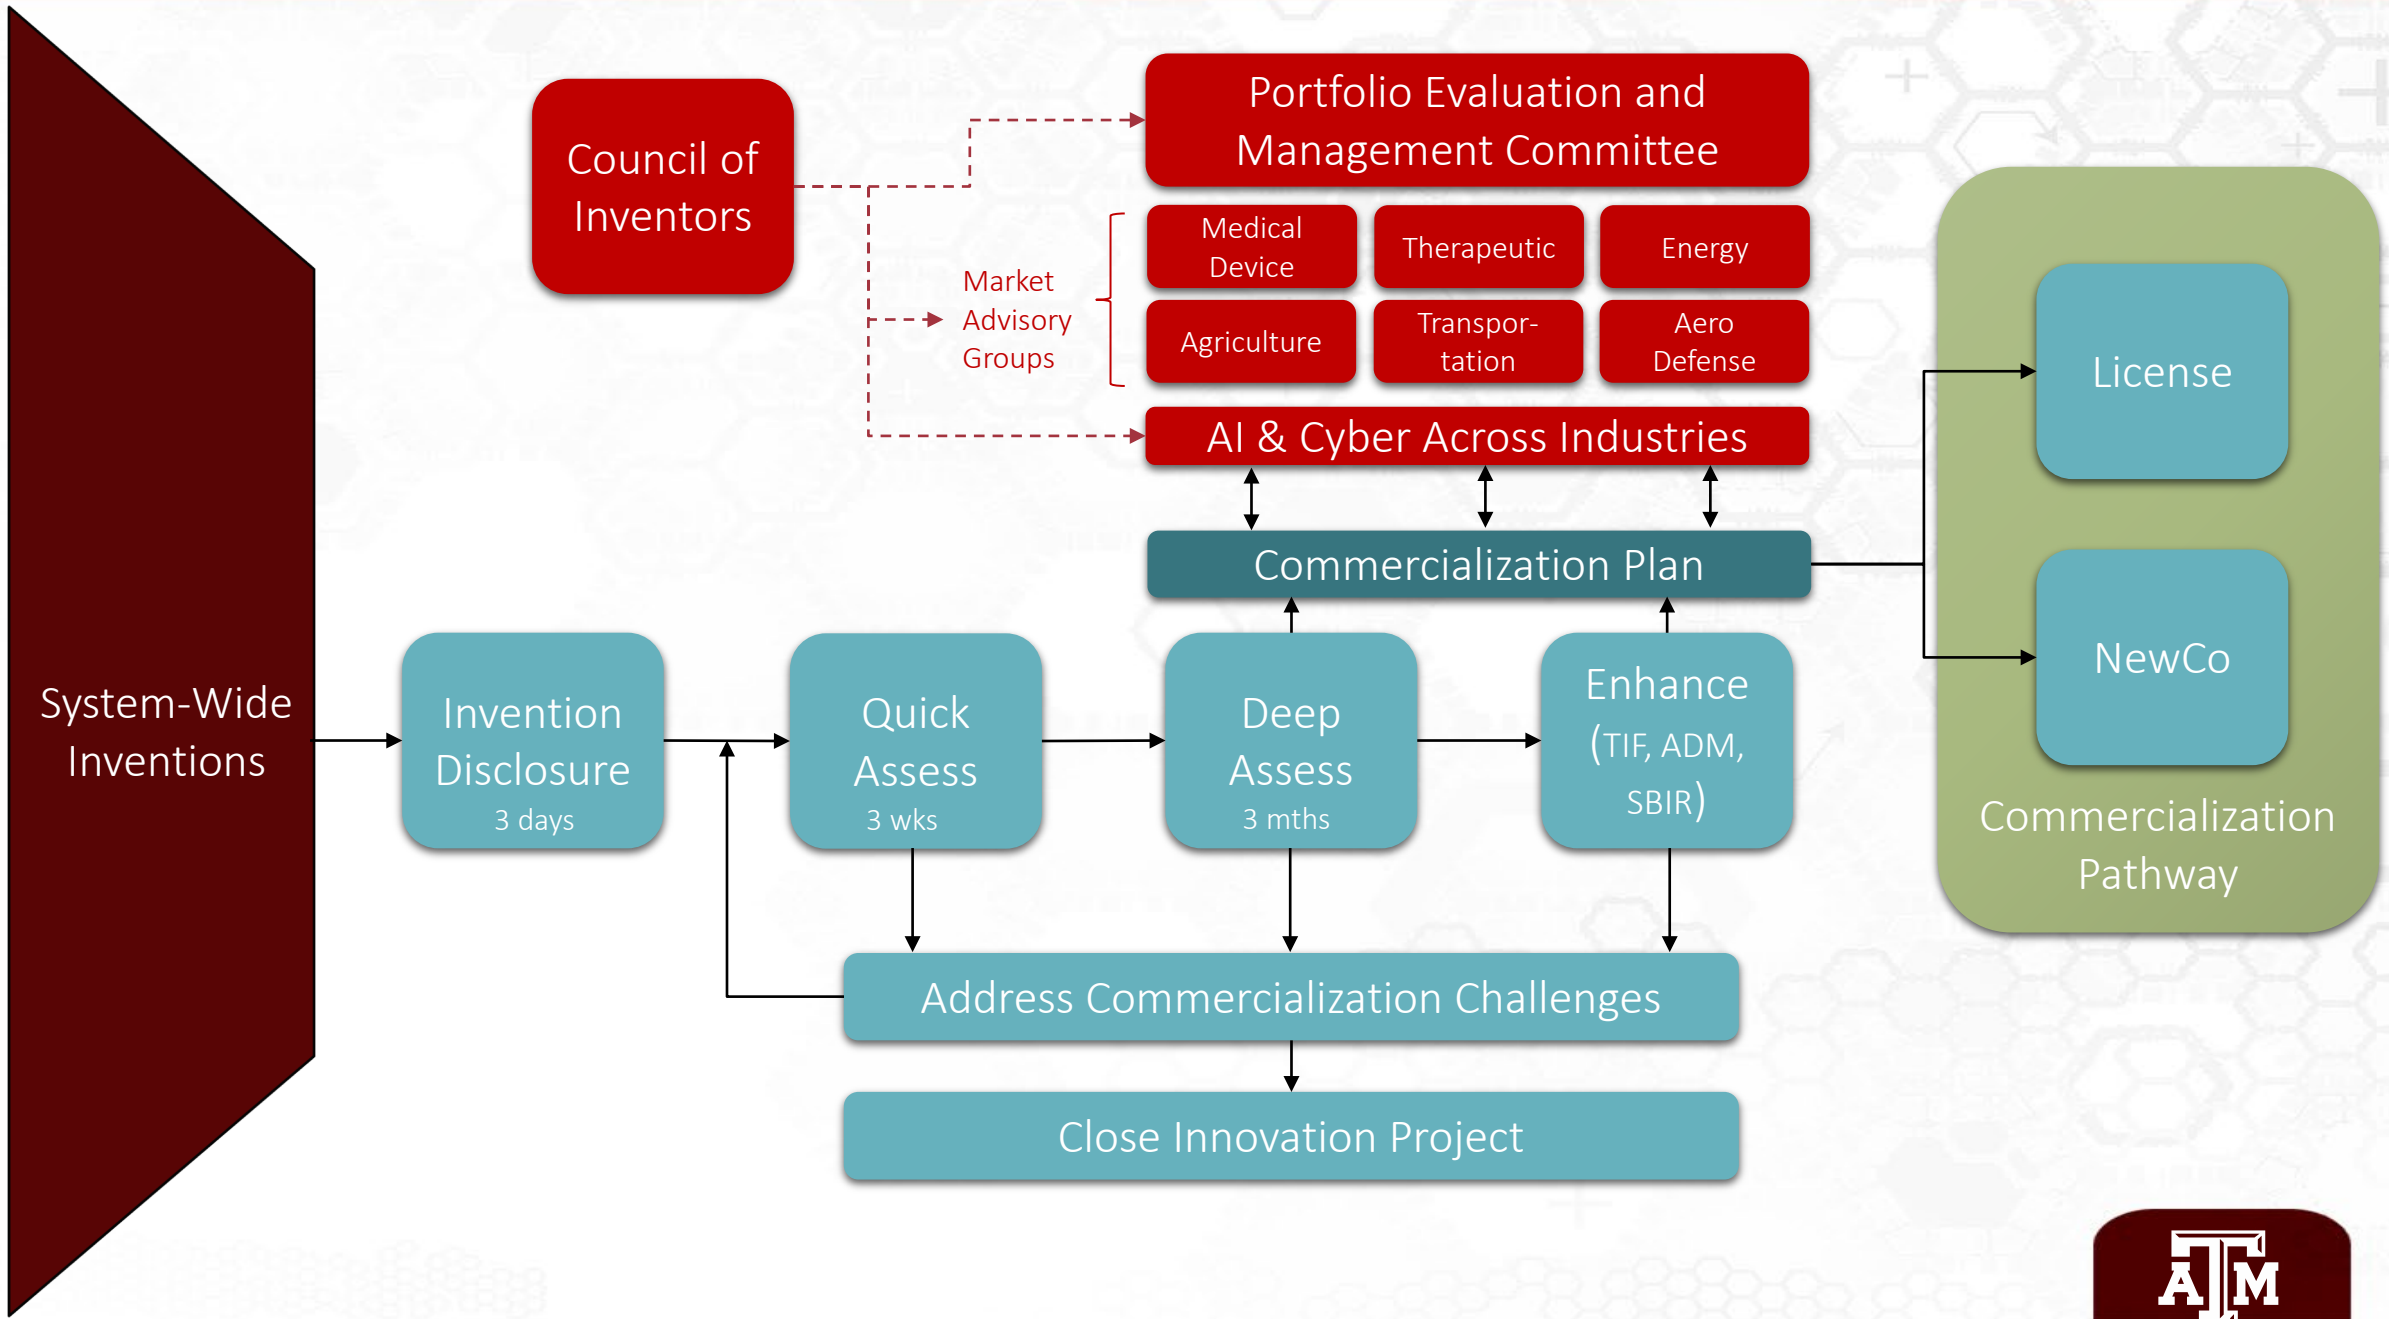 System-Wide
Inventions
Council of
Inventors
Portfolio Evaluation and
Management Committee
Market
Advisory
Groups
Medical
Device
Therapeutic
Energy
Agriculture
Transpor-
tation
Aero
Defense
AI & Cyber Across Industries
Commercialization Plan
Invention
Disclosure
3 days
Quick
Assess
3 wks
Deep
Assess
3 mths
Enhance
(TIF, ADM,
SBIR)
Address Commercialization Challenges
Close Innovation Project
License
NewCo
Commercialization
Pathway
ATM